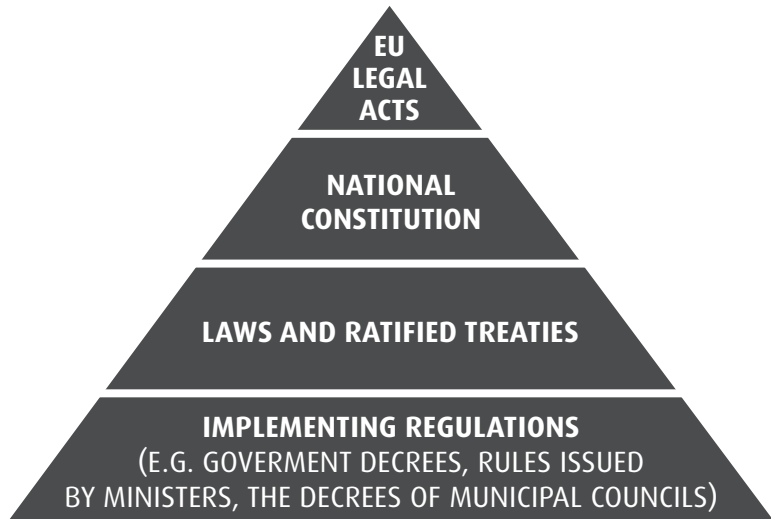 EU
LEGAL
ACTS
NATIONAL
CONSTITUTION
LAWS AND RATIFIED TREATIES
IMPLEMENTING REGULATIONS
(E.G. GOVERMENT DECREES, RULES ISSUED
BY MINISTERS, THE DECREES OF MUNICIPAL COUNCILS)